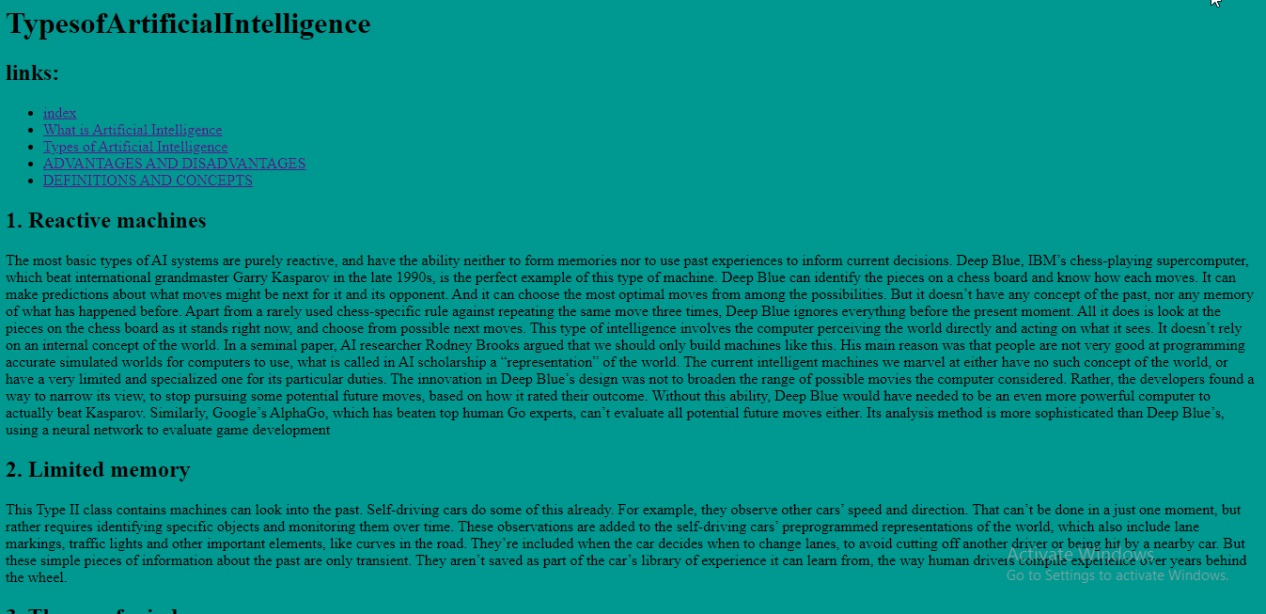 TypesofArtificialIntelligence
links:
index
What is Artificial Intelligence
Types of Artificial Intelligence
ADVANTAGES AND DISADVANTAGES
DEFINITIONS AND CONCEPTS
1. Reactive machines
The most basic types of AI systems are purely reactive, and have the ability neither to form memories nor to use past experiences to inform current decisions. Deep Blue, IBM’s chess-playing supercomputer,
which beat international grandmaster Garry Kasparov in the late 1990s, is the perfect example of this type of machine. Deep Blue can identify the pieces on a chess board and know how each moves. It can
make predictions about what moves might be next for it and its opponent. And it can choose the most optimal moves from among the possibilities. But it doesn’t have any concept of the past, nor any memory
of what has happened before. Apart from a rarely used chess-specific rule against repeating the same move three times, Deep Blue ignores everything before the present moment. All it does is look at the
pieces on the chess board as it stands right now, and choose from possible next moves. This type of intelligence involves the computer perceiving the world directly and acting on what it sees. It doesn’t rely
on an internal concept of the world. In a seminal paper, AI researcher Rodney Brooks argued that we should only build machines like this. His main reason was that people are not very good at programming
accurate simulated worlds for computers to use, what is called in AI scholarship a “representation” of the world. The current intelligent machines we marvel at either have no such concept of the world, or
have a very limited and specialized one for its particular duties. The innovation in Deep Blue’s design was not to broaden the range of possible movies the computer considered. Rather, the developers found a
way to narrow its view, to stop pursuing some potential future moves, based on how it rated their outcome. Without this ability, Deep Blue would have needed to be an even more powerful computer to
actually beat Kasparov. Similarly, Google’s AlphaGo, which has beaten top human Go experts, can’t evaluate all potential future moves either. Its analysis method is more sophisticated than Deep Blue’s,
using a neural network to evaluate game development
2. Limited memory
This Type II class contains machines can look into the past. Self-driving cars do some of this already. For example, they observe other cars’ speed and direction. That can’t be done in a just one moment, but
rather requires identifying specific objects and monitoring them over time. These observations are added to the self-driving cars’ preprogrammed representations of the world, which also include lane
markings, traffic lights and other important elements, like curves in the road. They’re included when the car decides when to change lanes, to avoid cutting off another driver or being hit by a nearby car. But
these simple pieces of information about the past are only transient. They aren’t saved as part of the car’s library of experience it can learn from, the way human drivers compile experience over years behind
the wheel.
Activate Windows
Go to Settings to activate Windows.